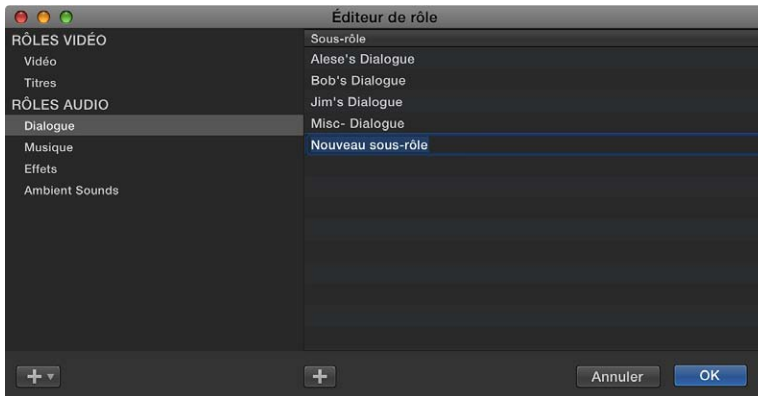 Éditeur de rôle
RÔLES VIDÉO
Vidéo
Titres
RÔLES AUDIO
Dialogue
Musique
Effets
Ambient Sounds
Sous-rôle
Alese's Dialogue
Bob's Dialogue
Jim's Dialogue
Misc- Dialogue
Nouveau sous-rôle
Annuler
OK